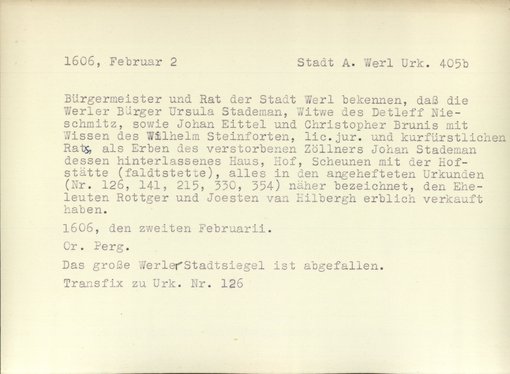 1606, Februar 2 Stadt A. Werl Urk. 405b
Bürgermeister und Rat der Stadt Werl bekennen, daß die
Werler Bürger Ursula Stademan, Witwe des Detleff Nie-
schmitz, sowie Johan Eittel und Christopher Brunis mit
Wissen des Wilhelm Steinforten, lic.jur. und kurfürstlichen
Rats, als Erben des verstorbenen Zöllners Johan Stademan
dessen hinterlassenes Haus, Hof, Scheunen mit der Hof-
stätte (faldtstette), alles in den angehefteten Urkunden
(Nr. 126, 141, 215, 330, 354) näher bezeichnet, den Ehe-
leuten Rottger und Joesten van Hilbergh erblich verkauft
haben.
1606, den zweiten Februarii.
Or. Perg.
Das große Werler Stadtsiegel ist abgefallen.
Transfix zu Urk. Nr. 126